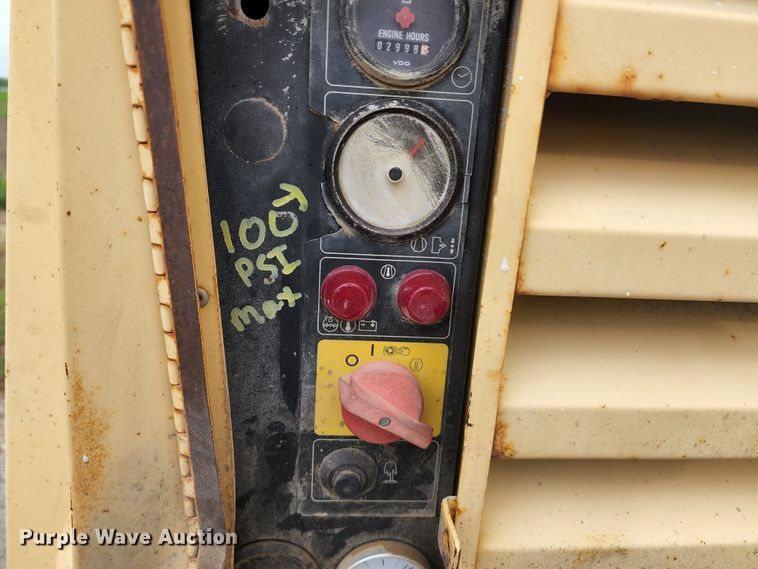 ENGINE HOURS
02998
VDO
100
PSI
max
O I
Purple Wave Auction